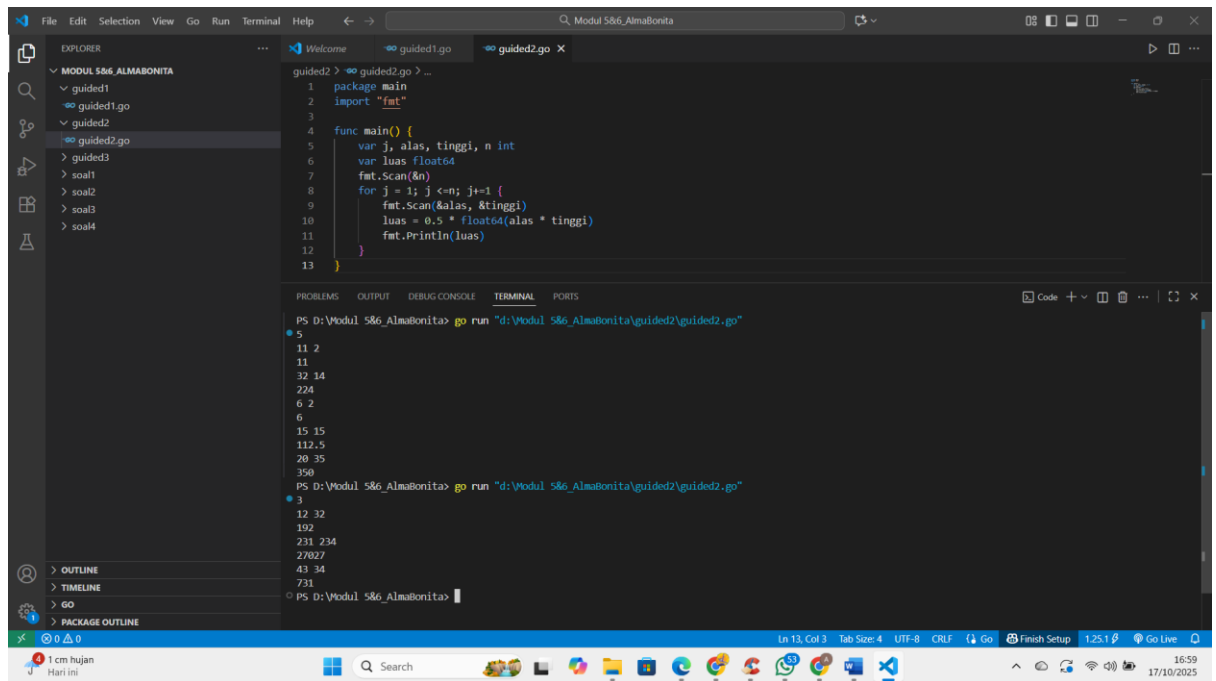 File Edit Selection View Go Run Terminal Help
Modul 5&6_AlmaBonita
EXPLORER
MODUL 5&6_ALMABONITA
guided1
guided1.go
guided2
guided2.go
guided3
soal1
soal2
soal3
soal4
OUTLINE
TIMELINE
GO
PACKAGE OUTLINE
Welcome guided1.go guided2.go
guided2 > guided2.go > ...
1 package main
2 import "fmt"
3
4 func main() {
5 var j, alas, tinggi, n int
6 var luas float64
7 fmt.Scan(&n)
8 for j = 1; j <=n; j+=1 {
9 fmt.Scan(&alas, &tinggi)
10 luas = 0.5 * float64(alas * tinggi)
11 fmt.Println(luas)
12 }
13 }
PROBLEMS OUTPUT DEBUG CONSOLE TERMINAL PORTS
Code
PS D:\Modul 5&6_AlmaBonita> go run "d:\Modul 5&6_AlmaBonita\guided2\guided2.go"
5
11 2
11
32 14
224
6 2
6
15 15
112.5
20 35
350
PS D:\Modul 5&6_AlmaBonita> go run "d:\Modul 5&6_AlmaBonita\guided2\guided2.go"
3
12 32
192
231 234
27027
43 34
731
PS D:\Modul 5&6_AlmaBonita>
1
0 0 Ln 13, Col 3 Tab Size: 4 UTF-8 CRLF Go Finish Setup 1.25.1 Go Live
4
1 cm hujan
Hari ini
Search
53
16:59
17/10/2025